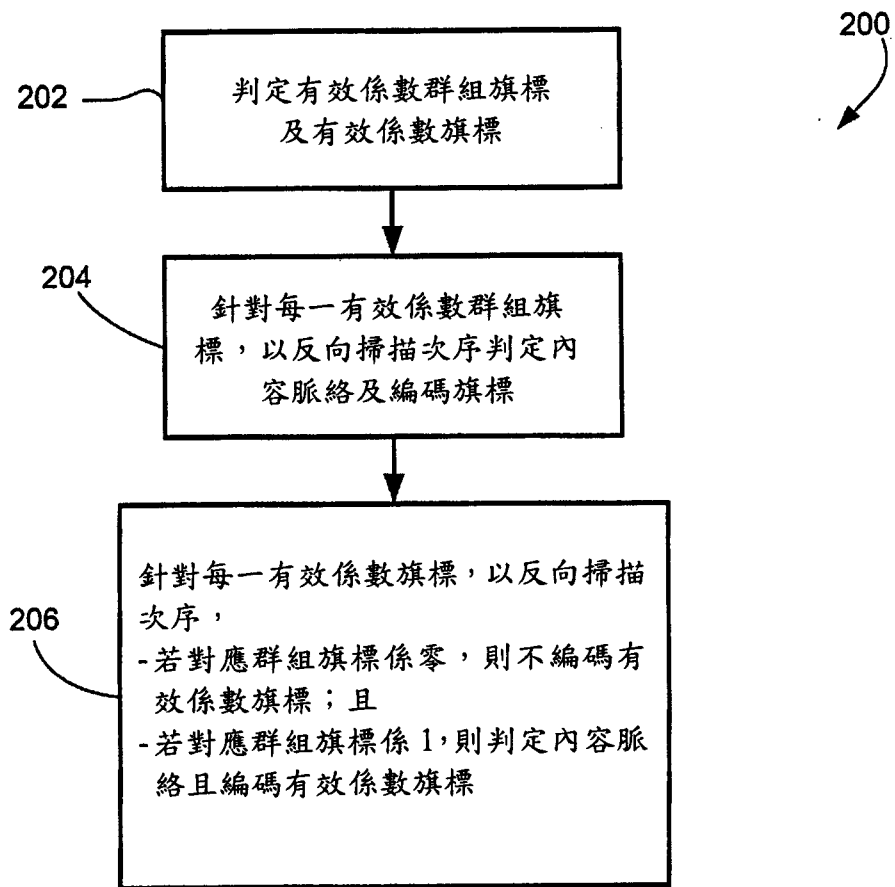 200
202
判定有效係數群組旗標
及有效係數旗標
204
針對每一有效係數群組旗
標，以反向掃描次序判定內
容脈絡及編碼旗標
206
針對每一有效係數旗標，以反向掃描
次序，
-若對應群組旗標係零，則不編碼有
效係數旗標；且
-若對應群組旗標係1，則判定內容脈
絡且編碼有效係數旗標